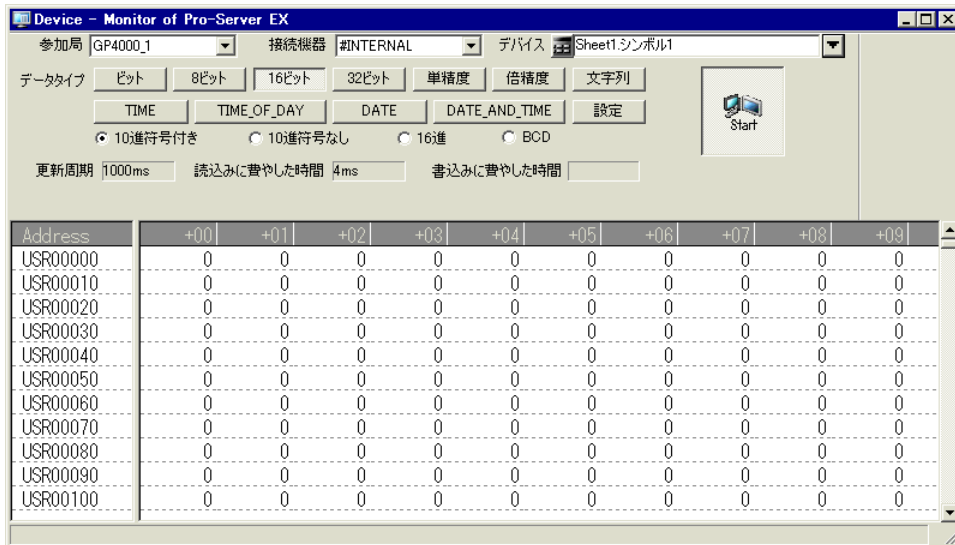 Device - Monitor of Pro-Server EX
参加局 GP4000_1 接続機器 #INTERNAL デバイス Sheet1.シンボル1
データタイプ ビット 8ビット 16ビット 32ビット 単精度 倍精度 文字列
TIME TIME_OF_DAY DATE DATE_AND_TIME 設定
Start
10進符号付き 10進符号なし 16進 BCD
更新周期 1000ms 読込みに費やした時間 4ms 書込みに費やした時間
Address +00 +01 +02 +03 +04 +05 +06 +07 +08 +09
USR00000 0 0 0 0 0 0 0 0 0 0
USR00010 0 0 0 0 0 0 0 0 0 0
USR00020 0 0 0 0 0 0 0 0 0 0
USR00030 0 0 0 0 0 0 0 0 0 0
USR00040 0 0 0 0 0 0 0 0 0 0
USR00050 0 0 0 0 0 0 0 0 0 0
USR00060 0 0 0 0 0 0 0 0 0 0
USR00070 0 0 0 0 0 0 0 0 0 0
USR00080 0 0 0 0 0 0 0 0 0 0
USR00090 0 0 0 0 0 0 0 0 0 0
USR00100 0 0 0 0 0 0 0 0 0 0